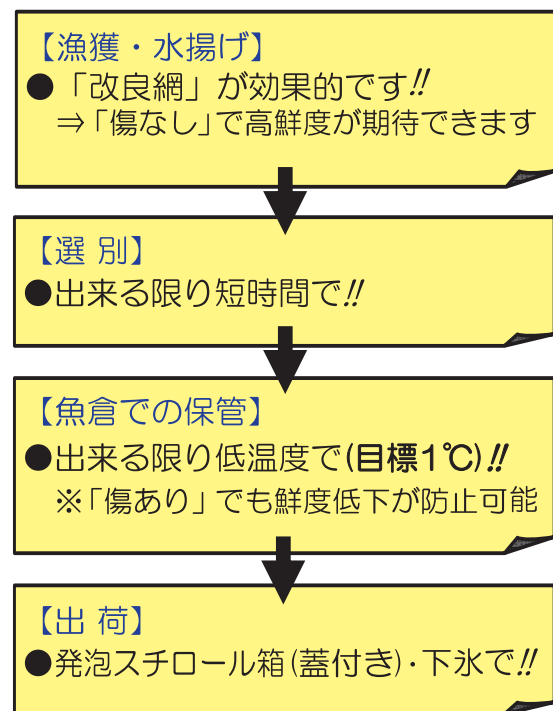 【漁獲・水揚げ】
●「改良網」が効果的です!!
⇒「傷なし」で高鮮度が期待できます
【選 別】
●出来る限り短時間で!!
【魚倉での保管】
●出来る限り低温度で(目標1℃)!!
※「傷あり」でも鮮度低下が防止可能
【出 荷】
●発泡スチロール箱(蓋付き)・下氷で!!